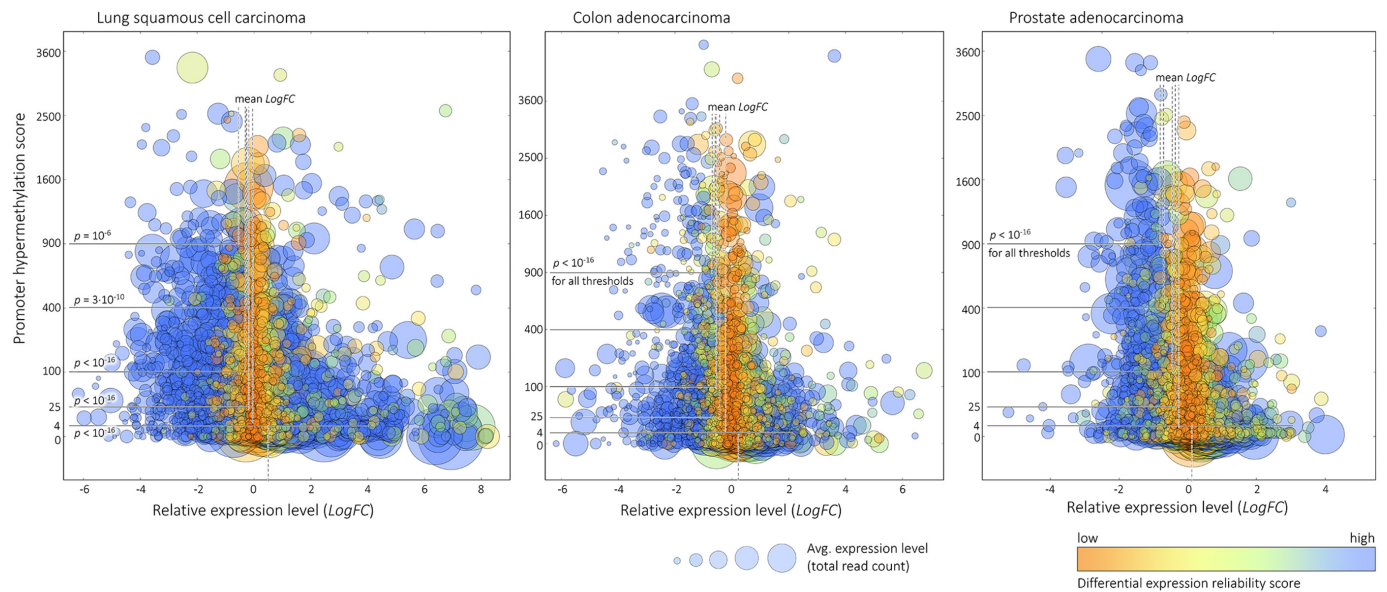 Lung squamous cell carcinoma
Colon adenocarcinoma
Prostate adenocarcinoma
Promoter hypermethylation score
3600
2500
1600
900
400
100
25
4
0
mean LogFC
p = 10⁻⁶
p = 3·10⁻¹⁰
p < 10⁻¹⁶
p < 10⁻¹⁶
p < 10⁻¹⁶
-6
-4
-2
0
2
4
6
8
Relative expression level (LogFC)
3600
2500
1600
900
400
100
25
4
0
mean LogFC
p < 10⁻¹⁶
for all thresholds
-6
-4
-2
0
2
4
6
Relative expression level (LogFC)
3600
2500
1600
900
400
100
25
4
0
mean LogFC
p < 10⁻¹⁶
for all thresholds
-4
-2
0
2
4
Relative expression level (LogFC)
Avg. expression level
(total read count)
low
high
Differential expression reliability score